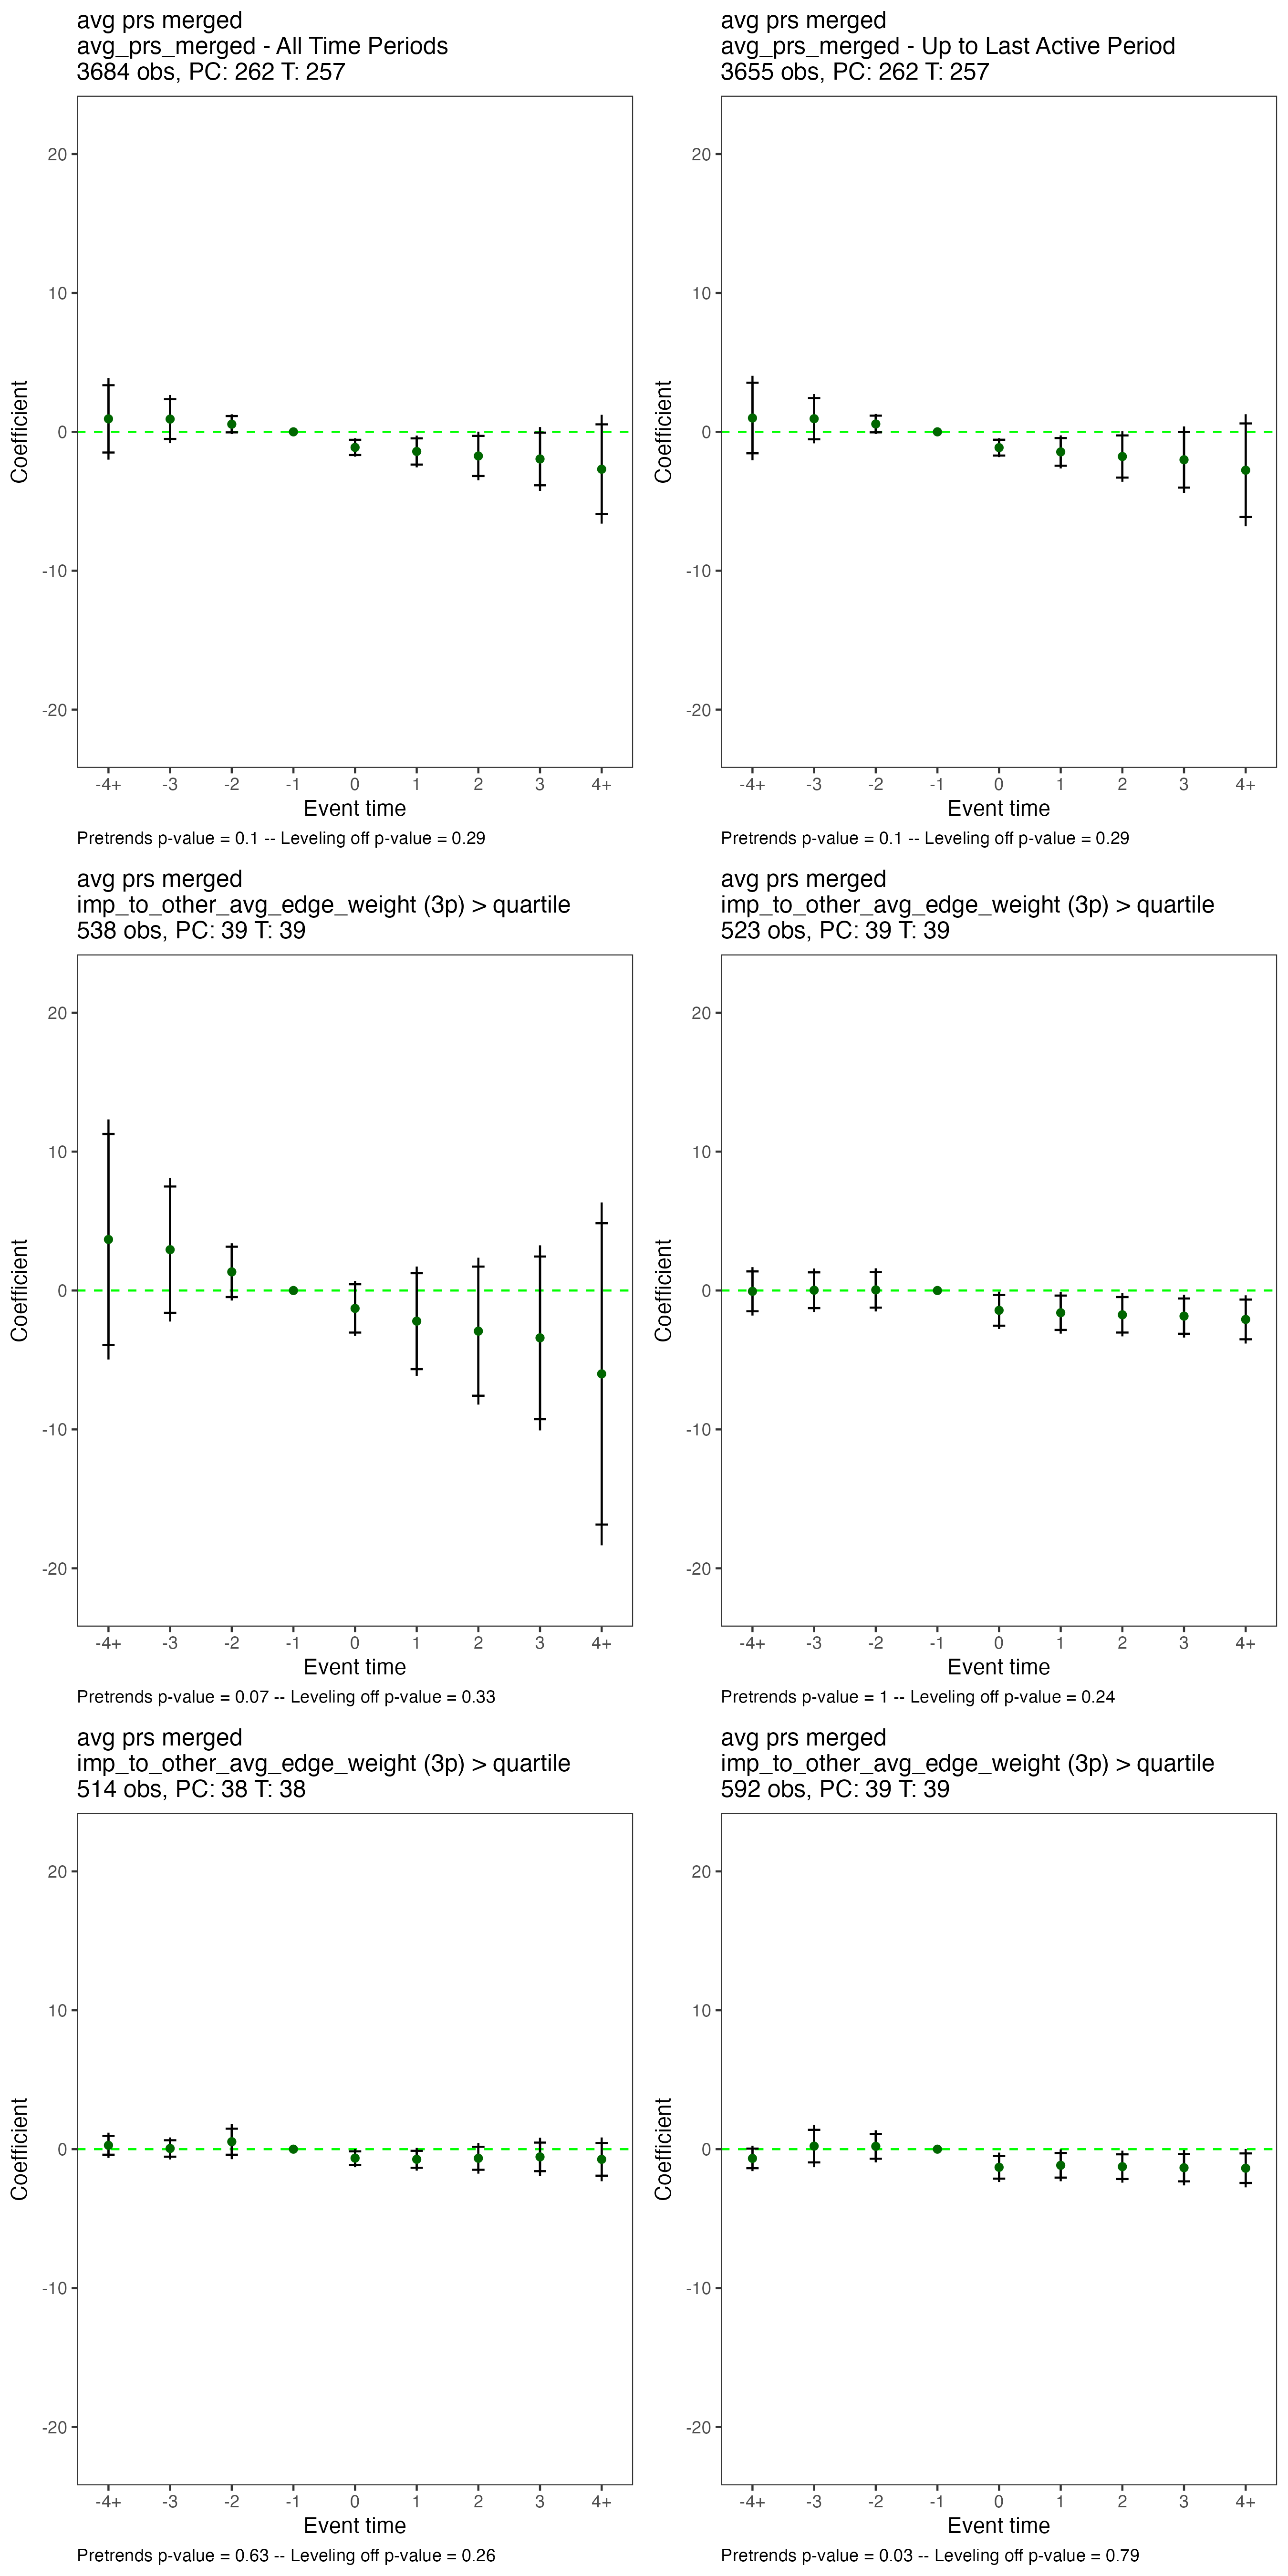 avg prs merged
avg_prs_merged - All Time Periods
3684 obs, PC: 262 T: 257
20
10
0
-10
-20
Coefficient
-4+ -3 -2 -1 0 1 2 3 4+
Event time
Pretrends p-value = 0.1 -- Leveling off p-value = 0.29
avg prs merged
avg_prs_merged - Up to Last Active Period
3655 obs, PC: 262 T: 257
20
10
0
-10
-20
Coefficient
-4+ -3 -2 -1 0 1 2 3 4+
Event time
Pretrends p-value = 0.1 -- Leveling off p-value = 0.29
avg prs merged
imp_to_other_avg_edge_weight (3p) > quartile
538 obs, PC: 39 T: 39
20
10
0
-10
-20
Coefficient
-4+ -3 -2 -1 0 1 2 3 4+
Event time
Pretrends p-value = 0.07 -- Leveling off p-value = 0.33
avg prs merged
imp_to_other_avg_edge_weight (3p) > quartile
523 obs, PC: 39 T: 39
20
10
0
-10
-20
Coefficient
-4+ -3 -2 -1 0 1 2 3 4+
Event time
Pretrends p-value = 1 -- Leveling off p-value = 0.24
avg prs merged
imp_to_other_avg_edge_weight (3p) > quartile
514 obs, PC: 38 T: 38
20
10
0
-10
-20
Coefficient
-4+ -3 -2 -1 0 1 2 3 4+
Event time
Pretrends p-value = 0.63 -- Leveling off p-value = 0.26
avg prs merged
imp_to_other_avg_edge_weight (3p) > quartile
592 obs, PC: 39 T: 39
20
10
0
-10
-20
Coefficient
-4+ -3 -2 -1 0 1 2 3 4+
Event time
Pretrends p-value = 0.03 -- Leveling off p-value = 0.79